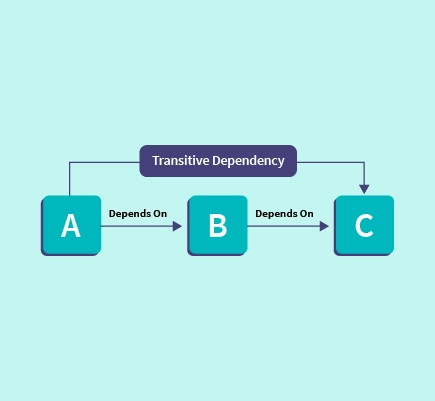 Transitive Dependency
A
Depends On
B
Depends On
C